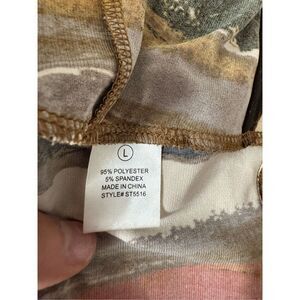 L
95% POLYESTER
5% SPANDEX
MADE IN CHINA
STYLE# ST5516